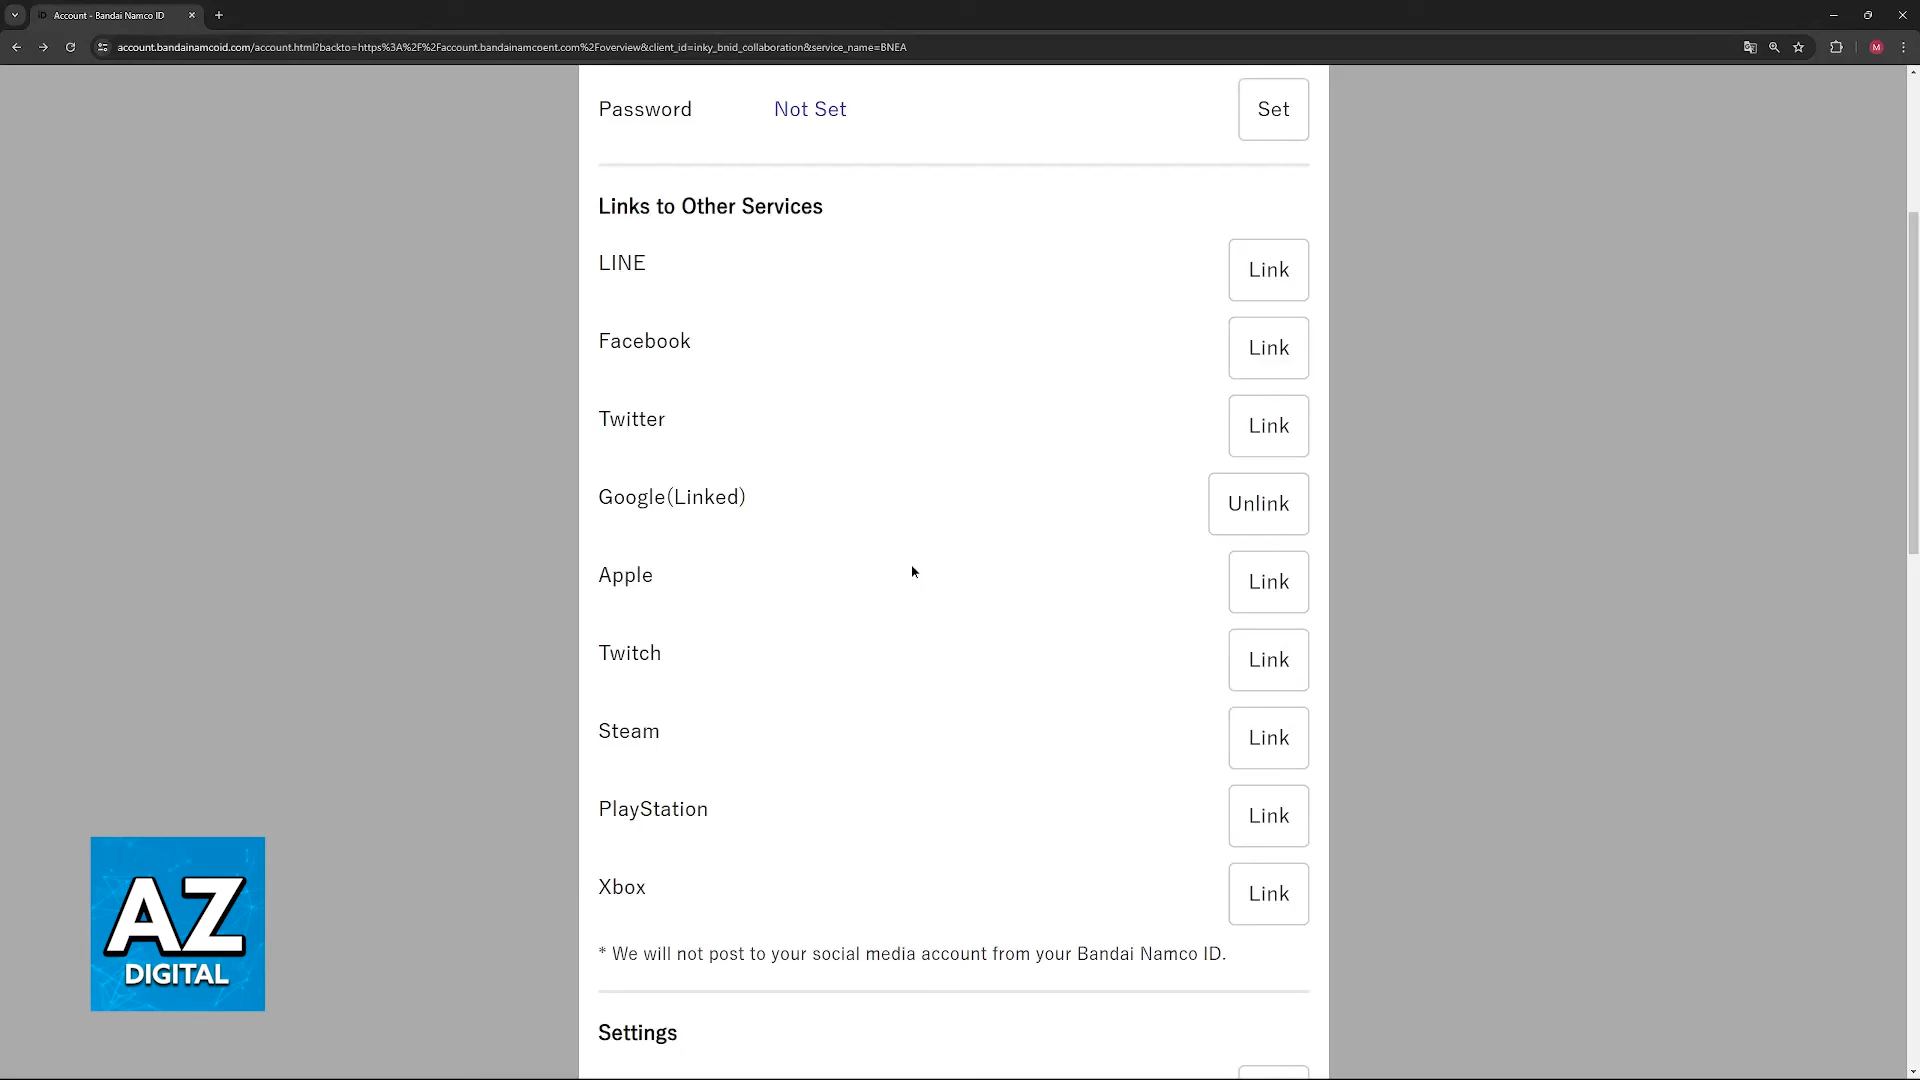 Account - Bandai Namco ID
account.bandainamcoid.com/account.html?backto=https%3A%2F%2Faccount.bandainamcoent.com%2Foverview&client_id=inky_bnid_collaboration&service_name=BNEA
M
Password Not Set Set
Links to Other Services
LINE Link
Facebook Link
Twitter Link
Google(Linked) Unlink
Apple Link
Twitch Link
Steam Link
PlayStation Link
Xbox Link
* We will not post to your social media account from your Bandai Namco ID.
Settings
AZ
DIGITAL